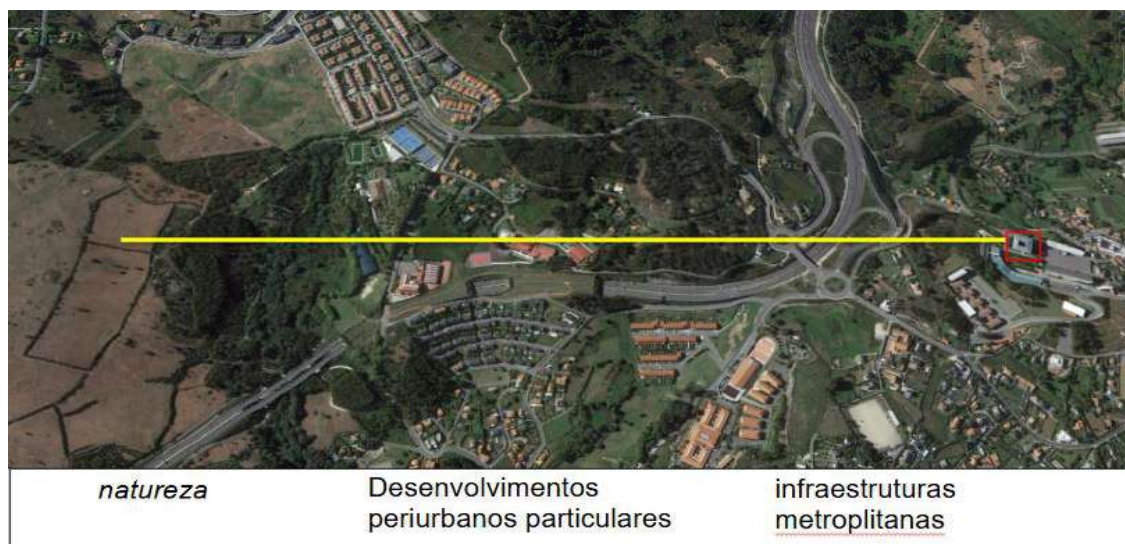 natureza
Desenvolvimentos
periurbanos particulares
infraestruturas
metroplitanas